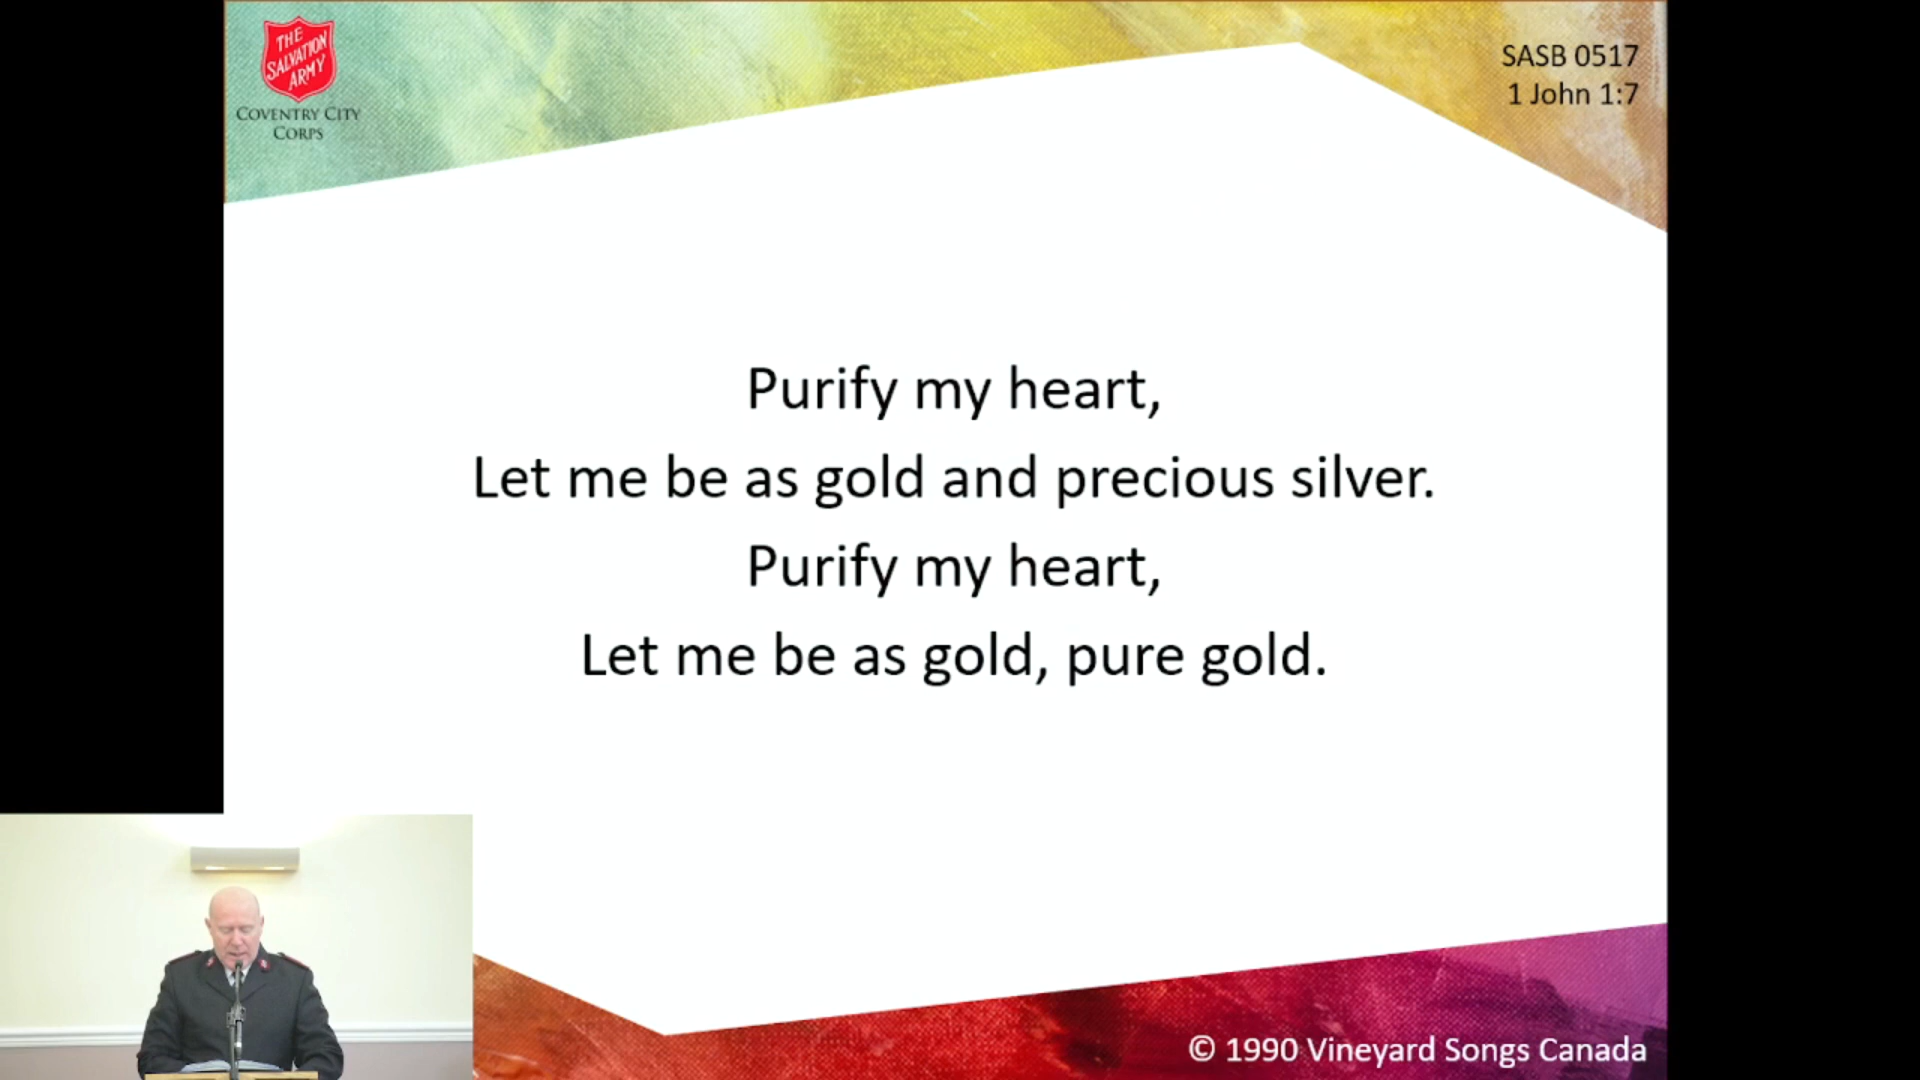 THE
SALVATION
ARMY
COVENTRY CITY
CORPS
SASB 0517
1 John 1:7
Purify my heart,
Let me be as gold and precious silver.
Purify my heart,
Let me be as gold, pure gold.
© 1990 Vineyard Songs Canada